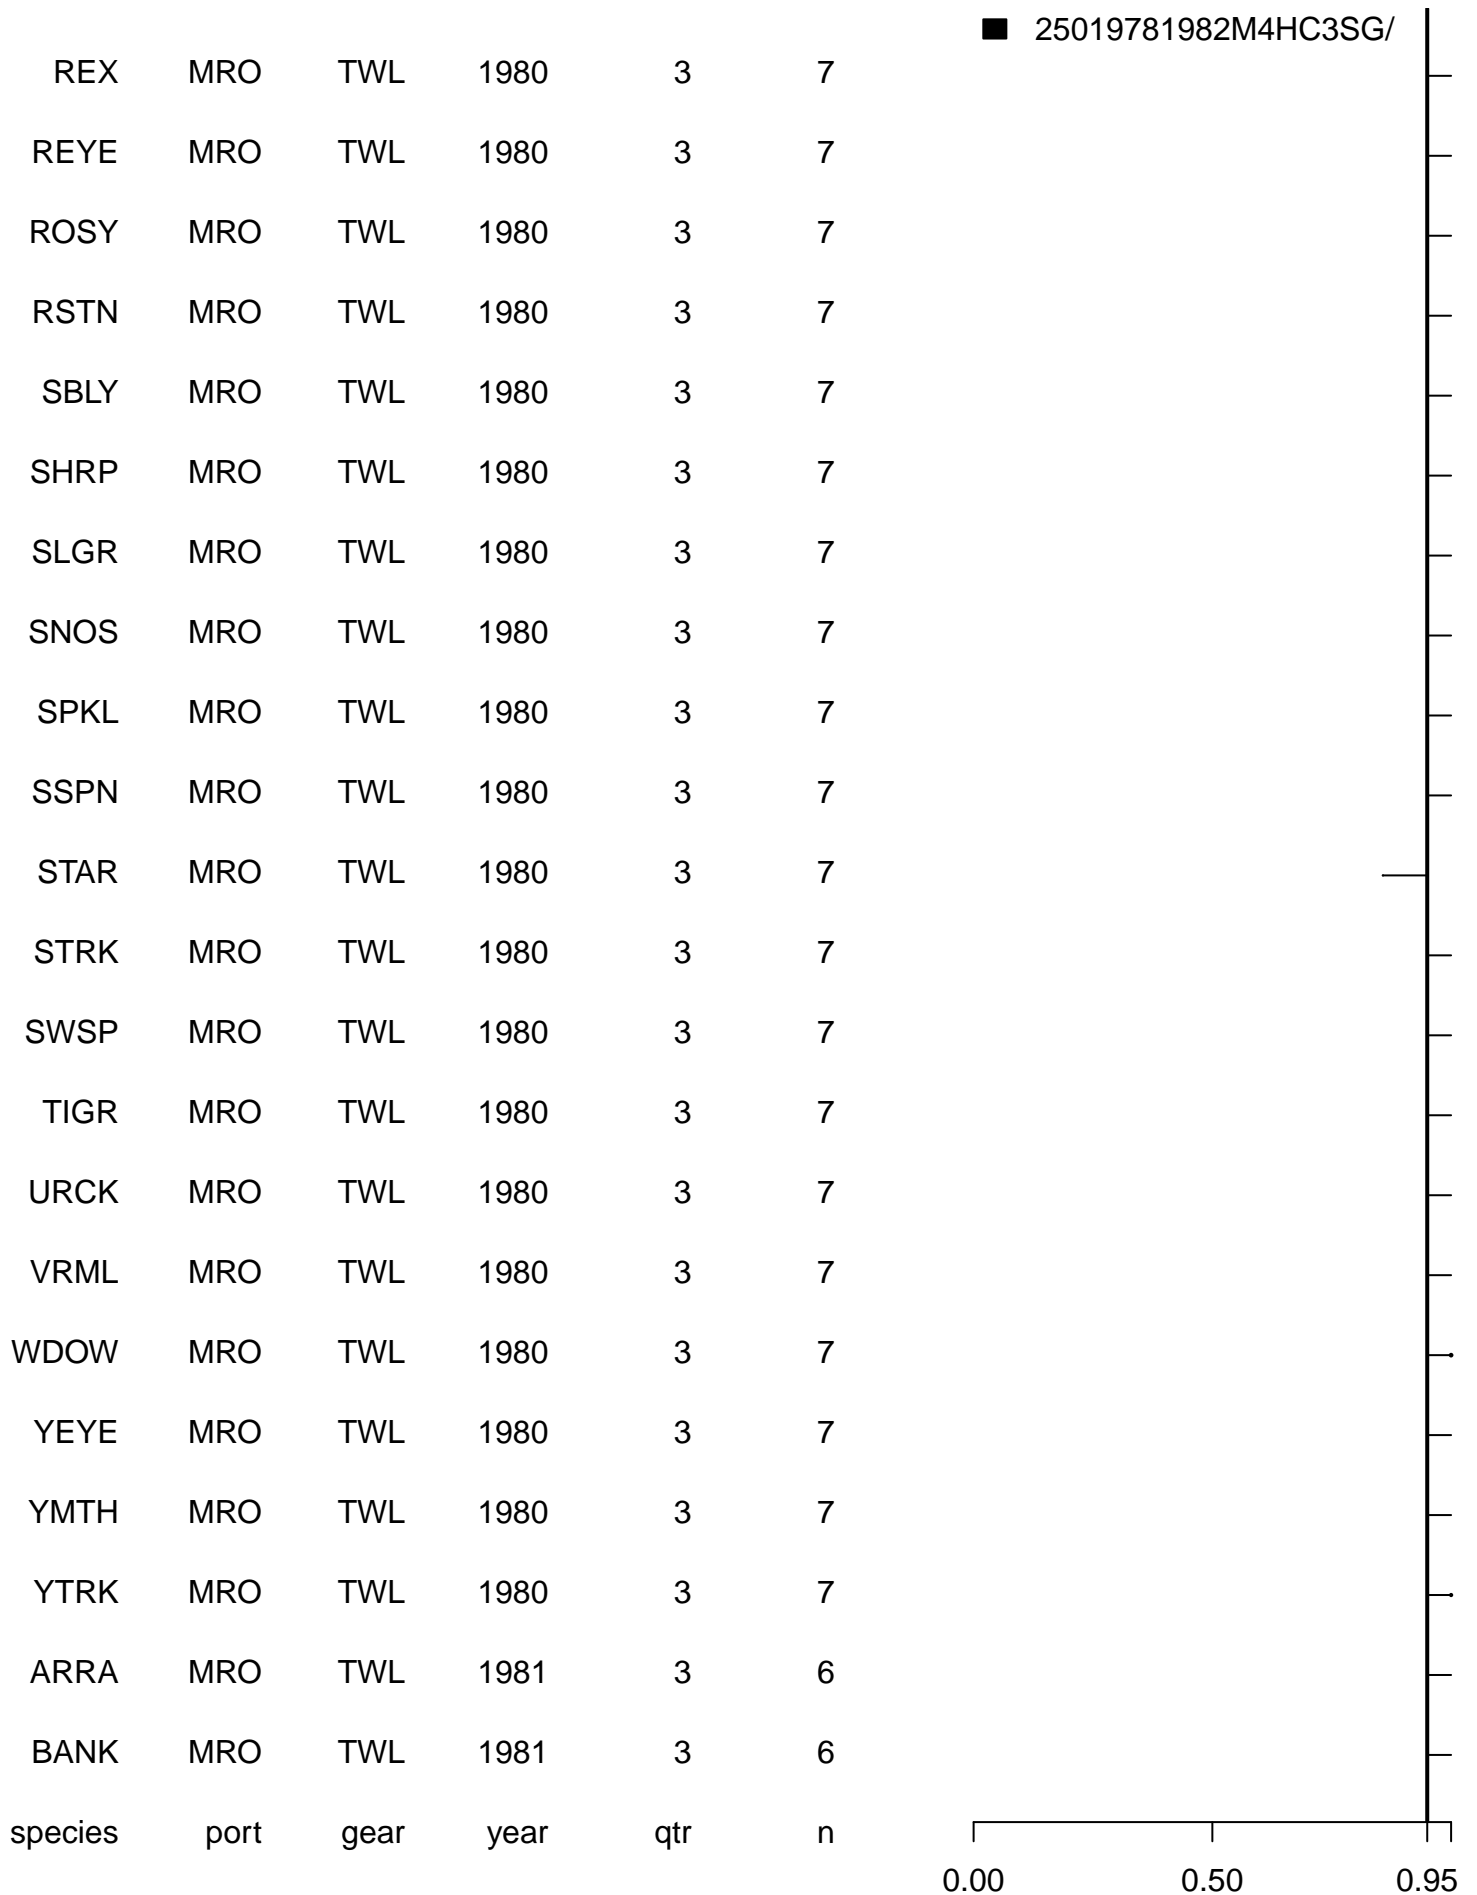 25019781982M4HC3SG/
REX MRO TWL 1980 3 7
REYE MRO TWL 1980 3 7
ROSY MRO TWL 1980 3 7
RSTN MRO TWL 1980 3 7
SBLY MRO TWL 1980 3 7
SHRP MRO TWL 1980 3 7
SLGR MRO TWL 1980 3 7
SNOS MRO TWL 1980 3 7
SPKL MRO TWL 1980 3 7
SSPN MRO TWL 1980 3 7
STAR MRO TWL 1980 3 7
STRK MRO TWL 1980 3 7
SWSP MRO TWL 1980 3 7
TIGR MRO TWL 1980 3 7
URCK MRO TWL 1980 3 7
VRML MRO TWL 1980 3 7
WDOW MRO TWL 1980 3 7
YEYE MRO TWL 1980 3 7
YMTH MRO TWL 1980 3 7
YTRK MRO TWL 1980 3 7
ARRA MRO TWL 1981 3 6
BANK MRO TWL 1981 3 6
species port gear year qtr n
0.00 0.50 0.95